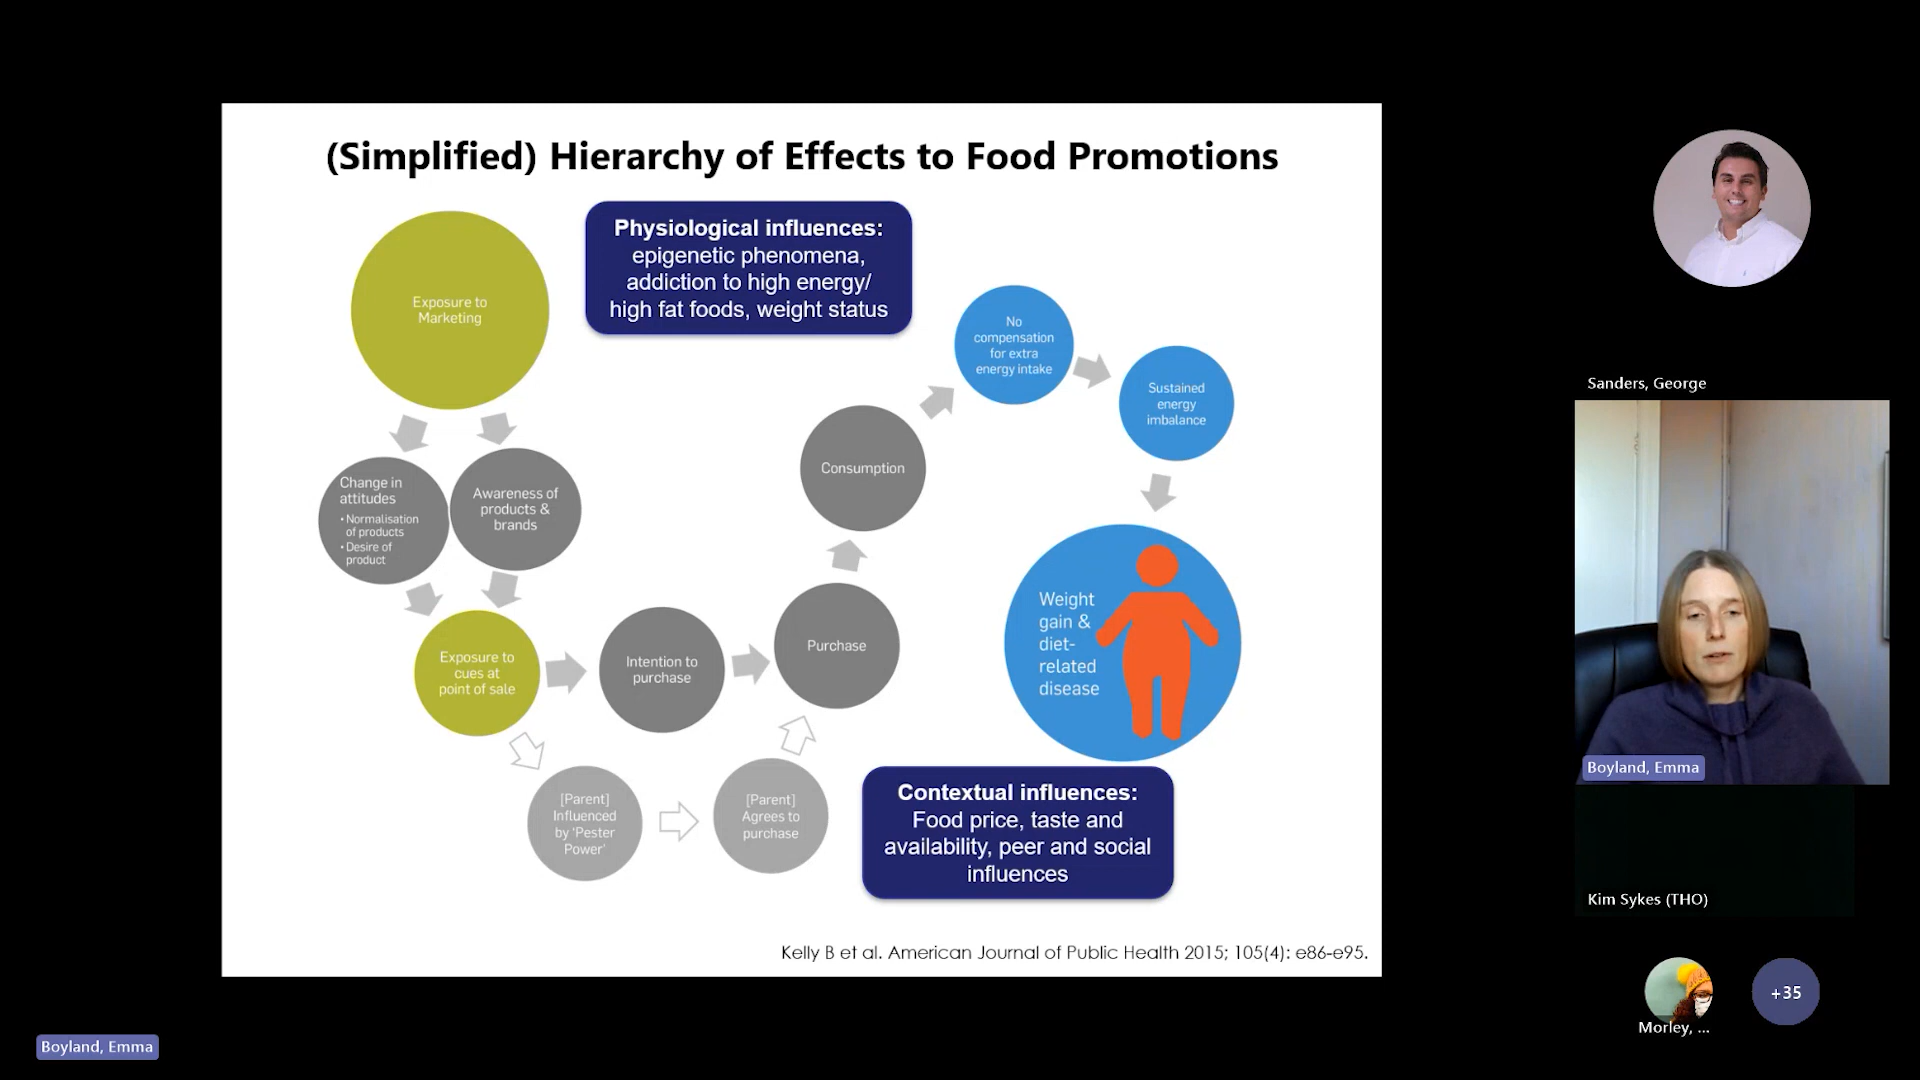 (Simplified) Hierarchy of Effects to Food Promotions
Exposure to
Marketing
Physiological influences:
epigenetic phenomena,
addiction to high energy/
high fat foods, weight status
No
compensation
for extra
energy intake
Sustained
energy
imbalance
Change in
attitudes
• Normalisation
of products
• Desire of
product
Awareness of
products &
brands
Consumption
Exposure to
cues at
point of sale
Intention to
purchase
Purchase
Weight
gain &
diet-
related
disease
[Parent]
Influenced
by 'Pester
Power'
[Parent]
Agrees to
purchase
Contextual influences:
Food price, taste and
availability, peer and social
influences
Kelly B et al. American Journal of Public Health 2015; 105(4): e86-e95.
Sanders, George
Boyland, Emma
Kim Sykes (THO)
Morley, ...
+35
Boyland, Emma